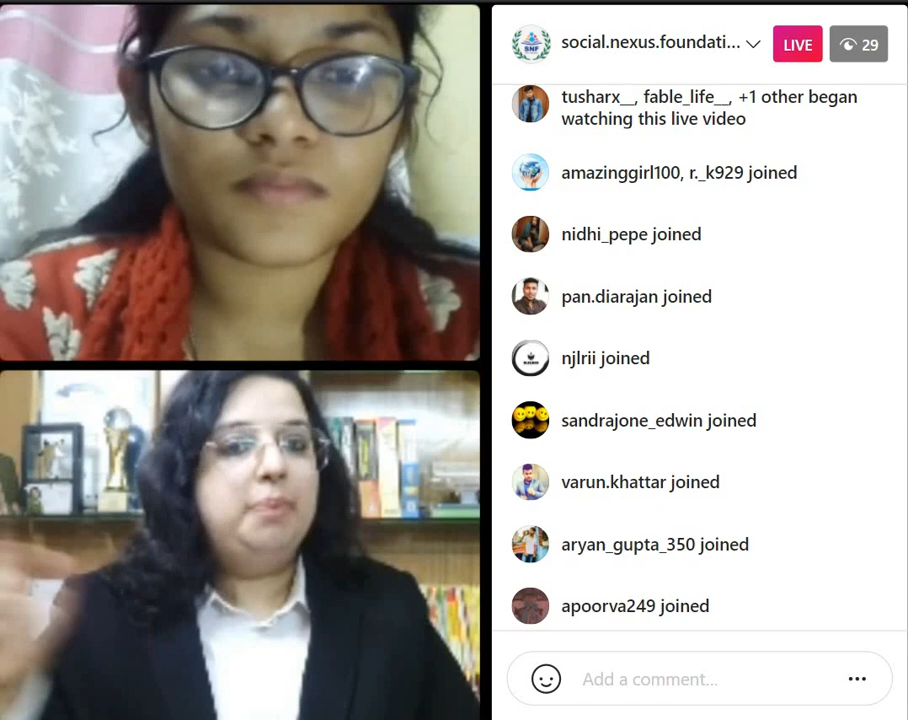 social.nexus.foundati...
LIVE
29
SNF
tusharx__, fable_life__, +1 other began
watching this live video
amazinggirl100, r._k929 joined
nidhi_pepe joined
pan.diarajan joined
njlrii joined
sandrajone_edwin joined
varun.khattar joined
aryan_gupta_350 joined
apoorva249 joined
Add a comment...